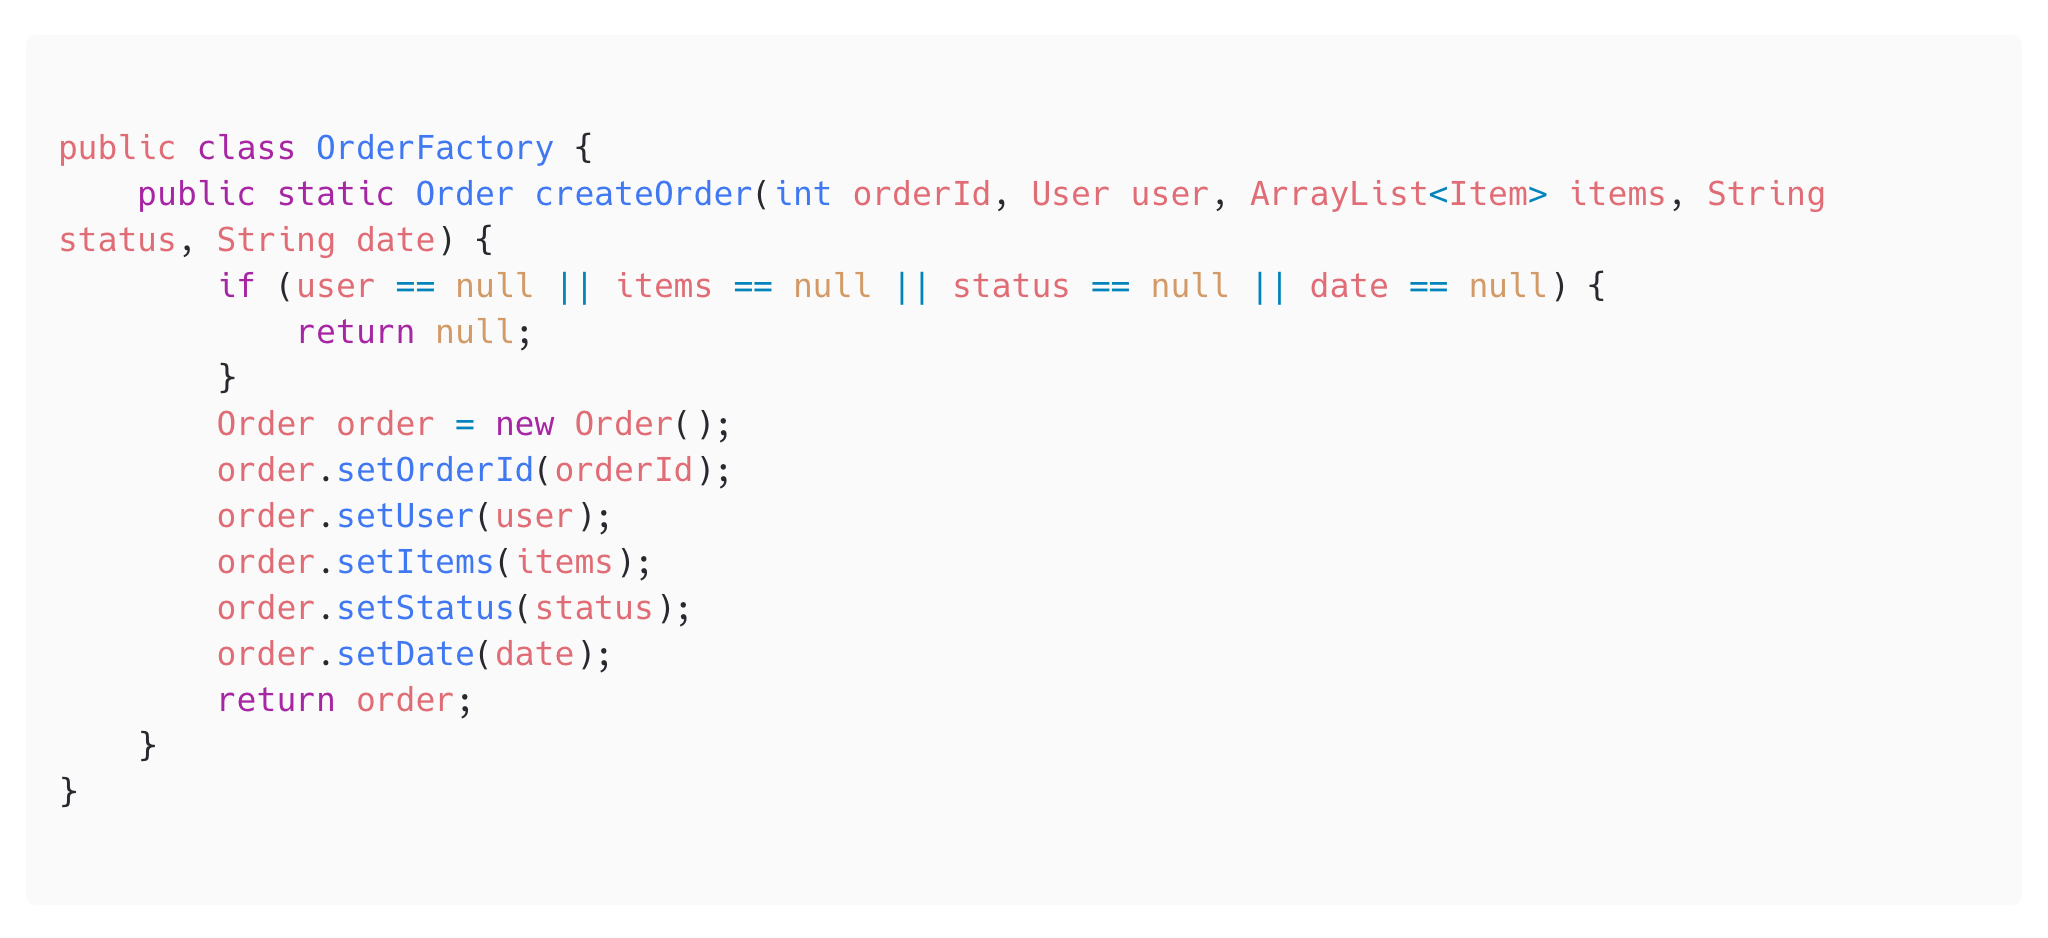 public class OrderFactory {
    public static Order createOrder(int orderId, User user, ArrayList<Item> items, String
status, String date) {
        if (user == null || items == null || status == null || date == null) {
            return null;
        }
        Order order = new Order();
        order.setOrderId(orderId);
        order.setUser(user);
        order.setItems(items);
        order.setStatus(status);
        order.setDate(date);
        return order;
    }
}